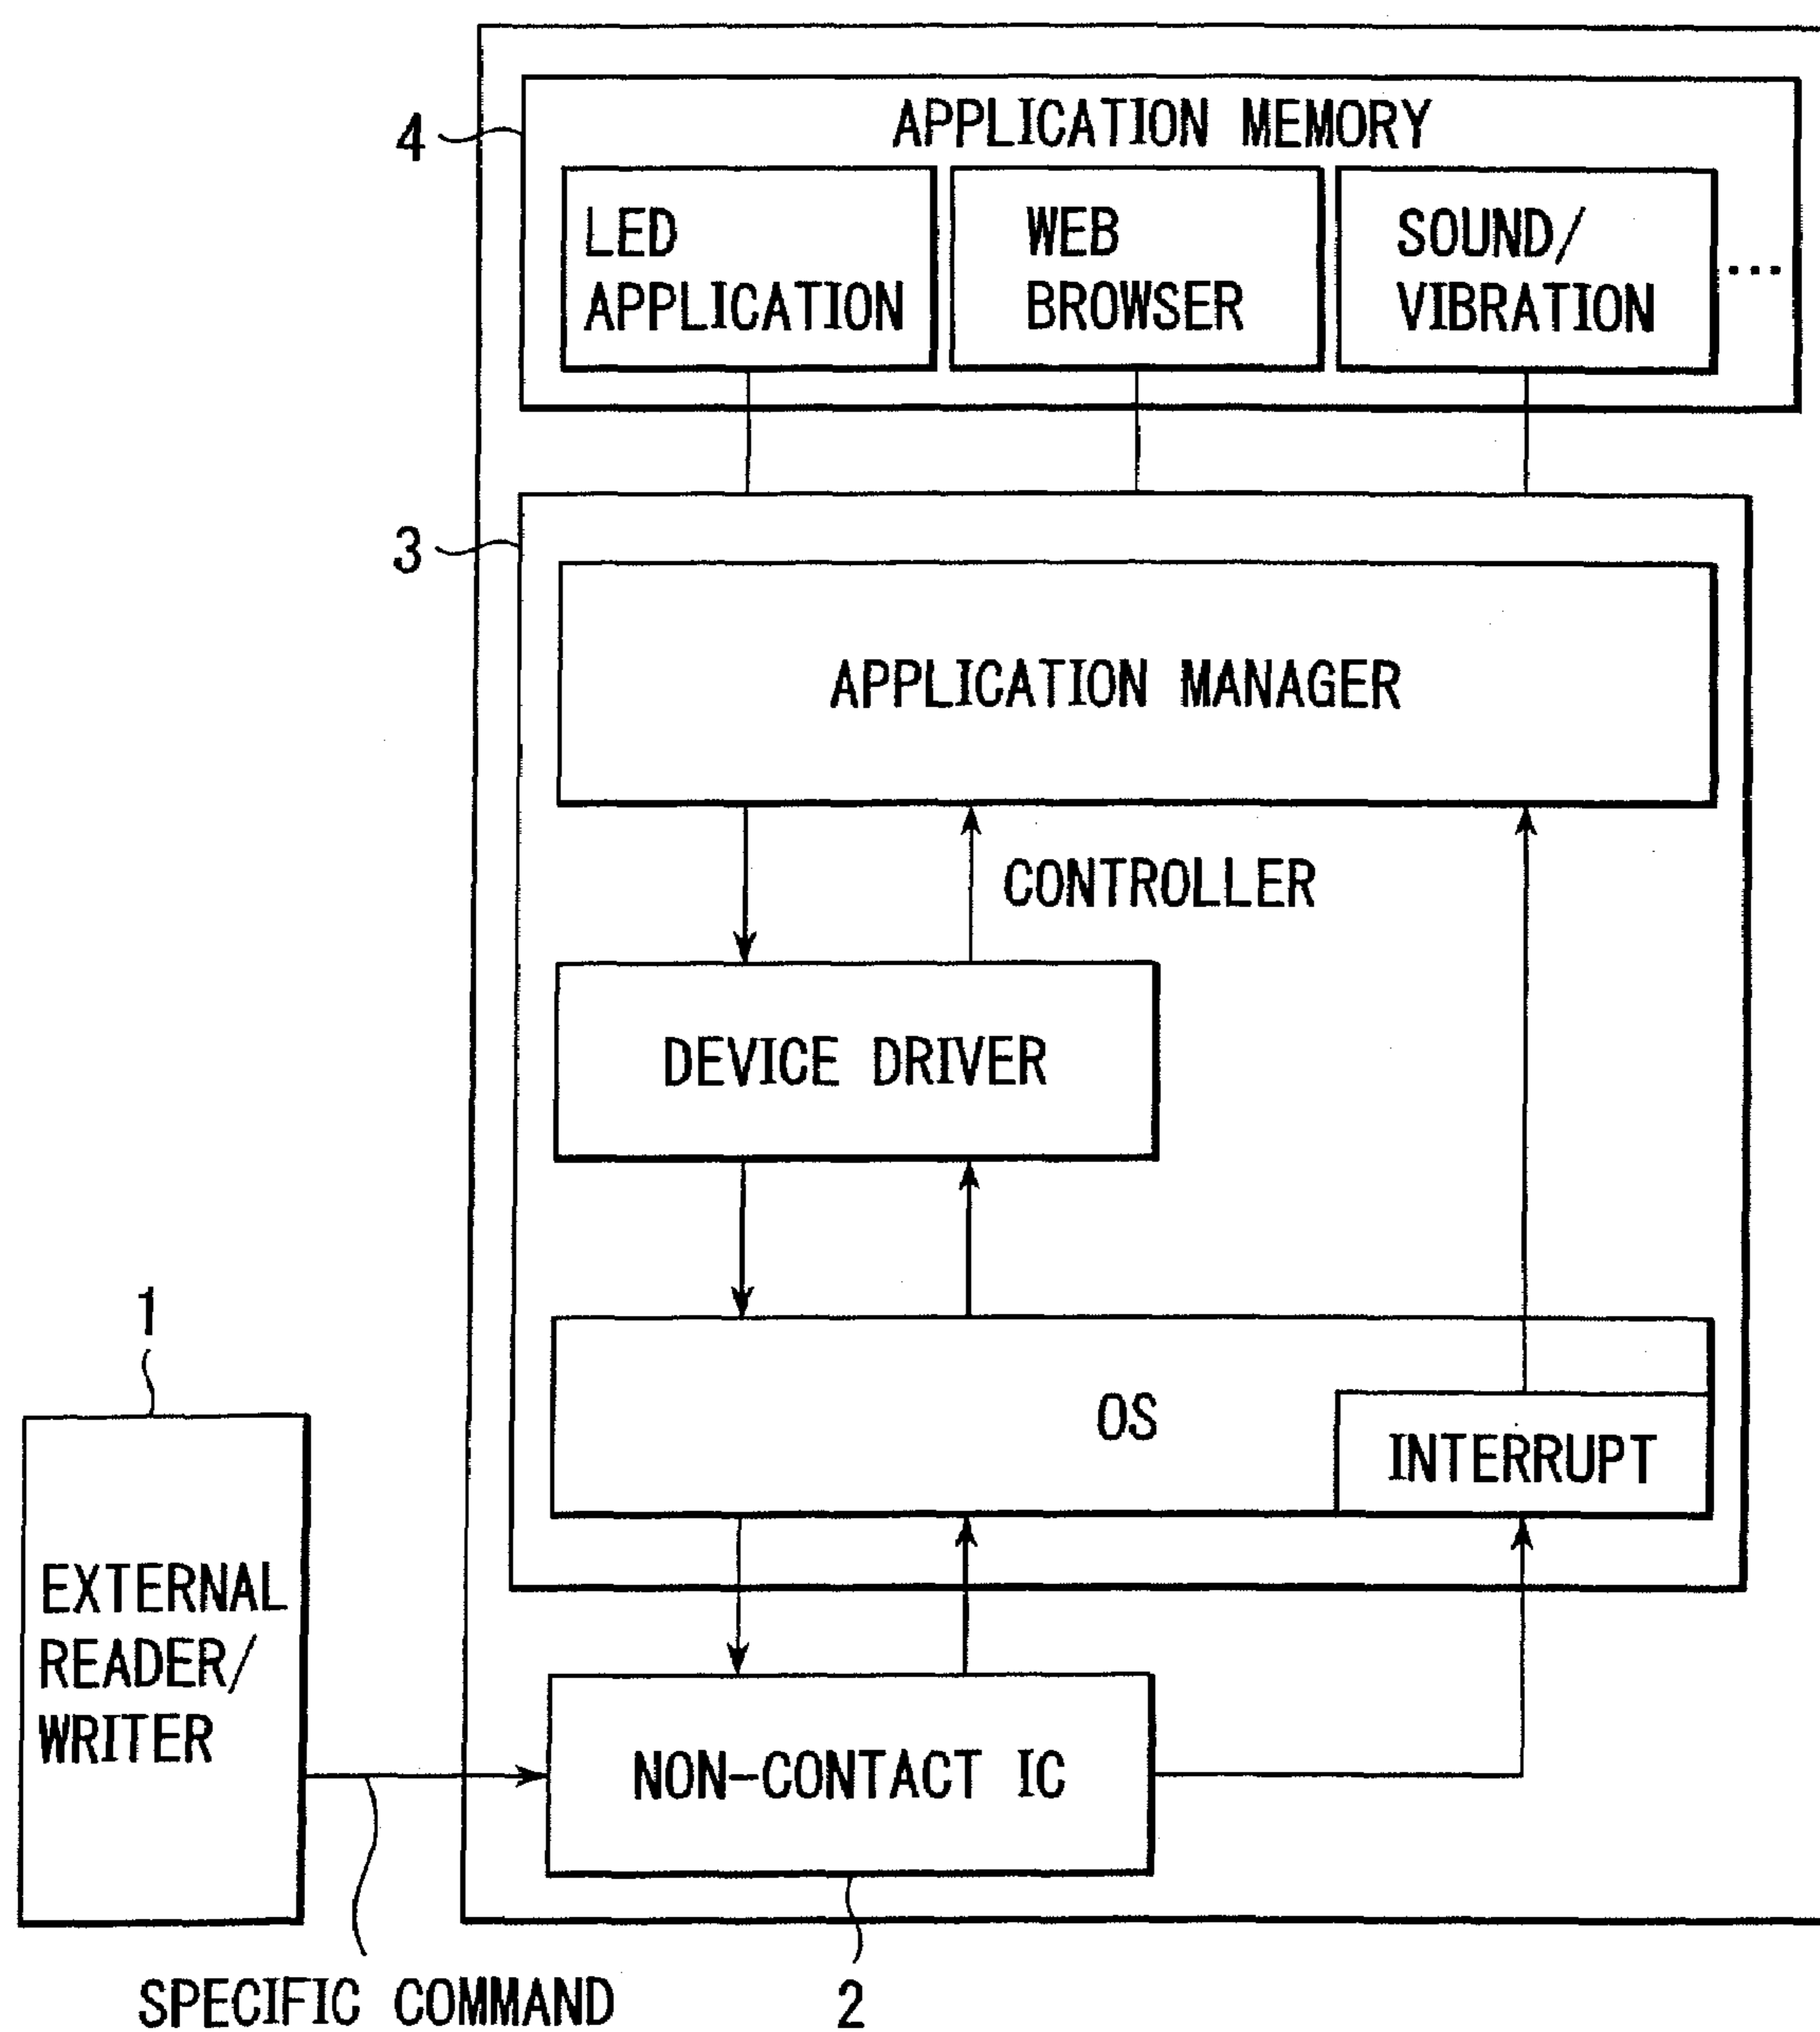 4
APPLICATION MEMORY
LED
APPLICATION
WEB
BROWSER
SOUND/
VIBRATION
...
3
APPLICATION MANAGER
CONTROLLER
DEVICE DRIVER
1
OS
INTERRUPT
EXTERNAL
READER/
WRITER
NON-CONTACT IC
SPECIFIC COMMAND
2